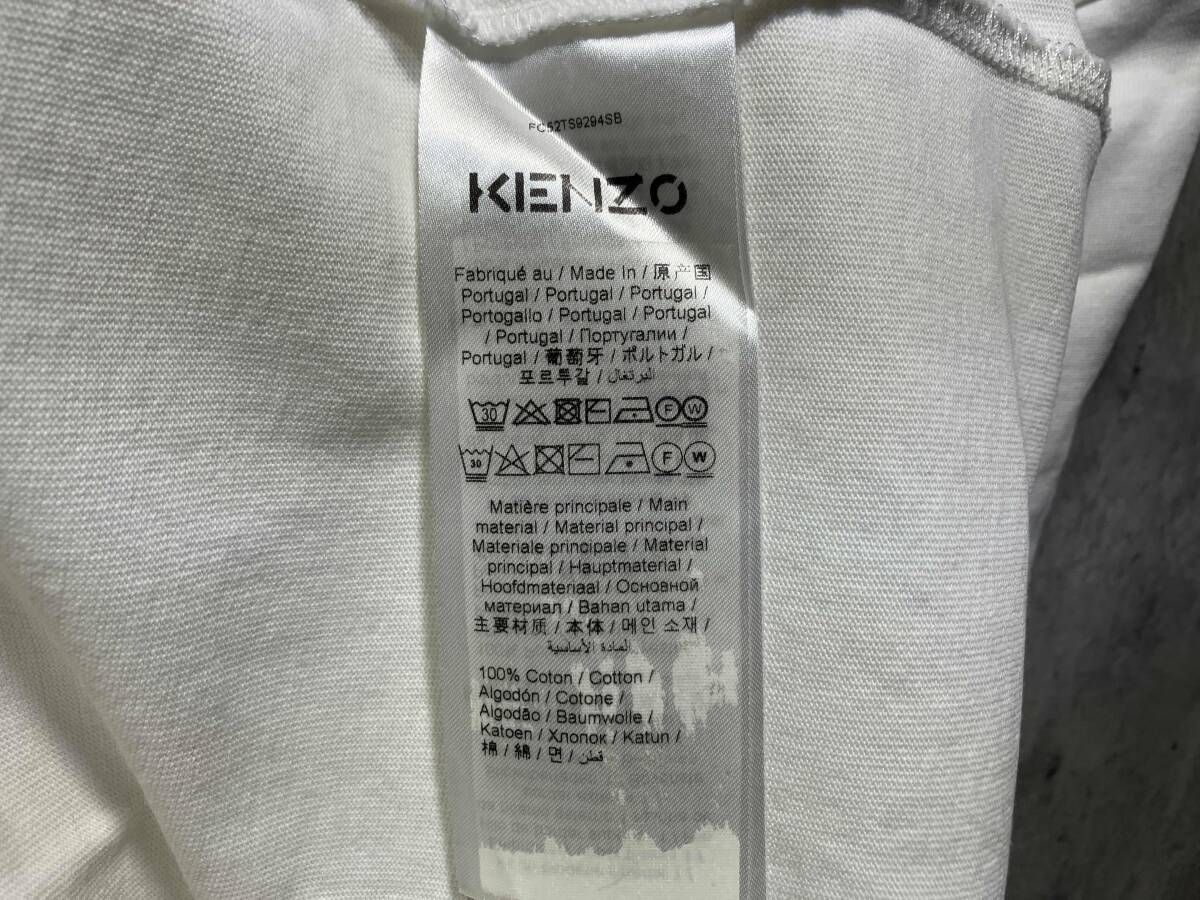 FC52TS9294SB
KENZO
Fabriqué au / Made In / 原产国
Portugal / Portugal / Portugal /
Portogallo / Portugal / Portugal
/ Portugal / Португалии /
Portugal / 葡萄牙 / ポルトガル /
포르투갈 / البرتغال
30 F W
30 F W
Matière principale / Main
material / Material principal /
Materiale principale / Material
principal / Hauptmaterial /
Hoofdmateriaal / Основной
материал / Bahan utama /
主要材质 / 本体 / 메인 소재 /
المادة الأساسية
100% Coton / Cotton /
Algodón / Cotone /
Algodão / Baumwolle /
Katoen / Хлопок / Katun /
棉 / 綿 / 면 / قطن